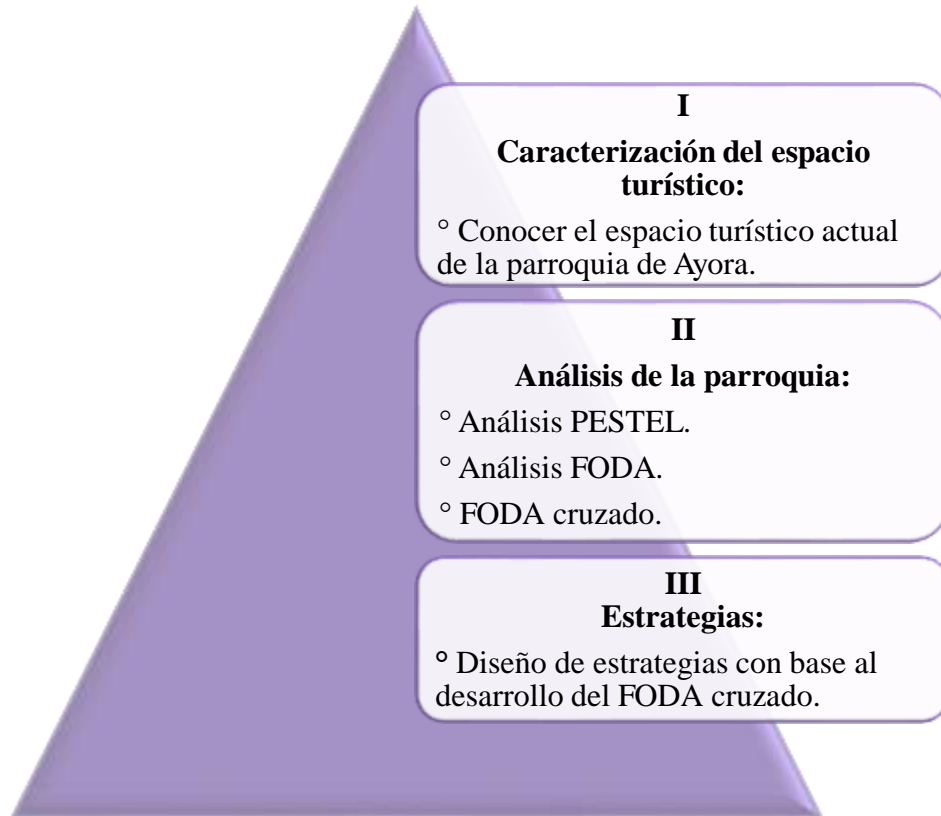 I
Caracterización del espacio
turístico:
° Conocer el espacio turístico actual
de la parroquia de Ayora.
II
Análisis de la parroquia:
° Análisis PESTEL.
° Análisis FODA.
° FODA cruzado.
III
Estrategias:
° Diseño de estrategias con base al
desarrollo del FODA cruzado.